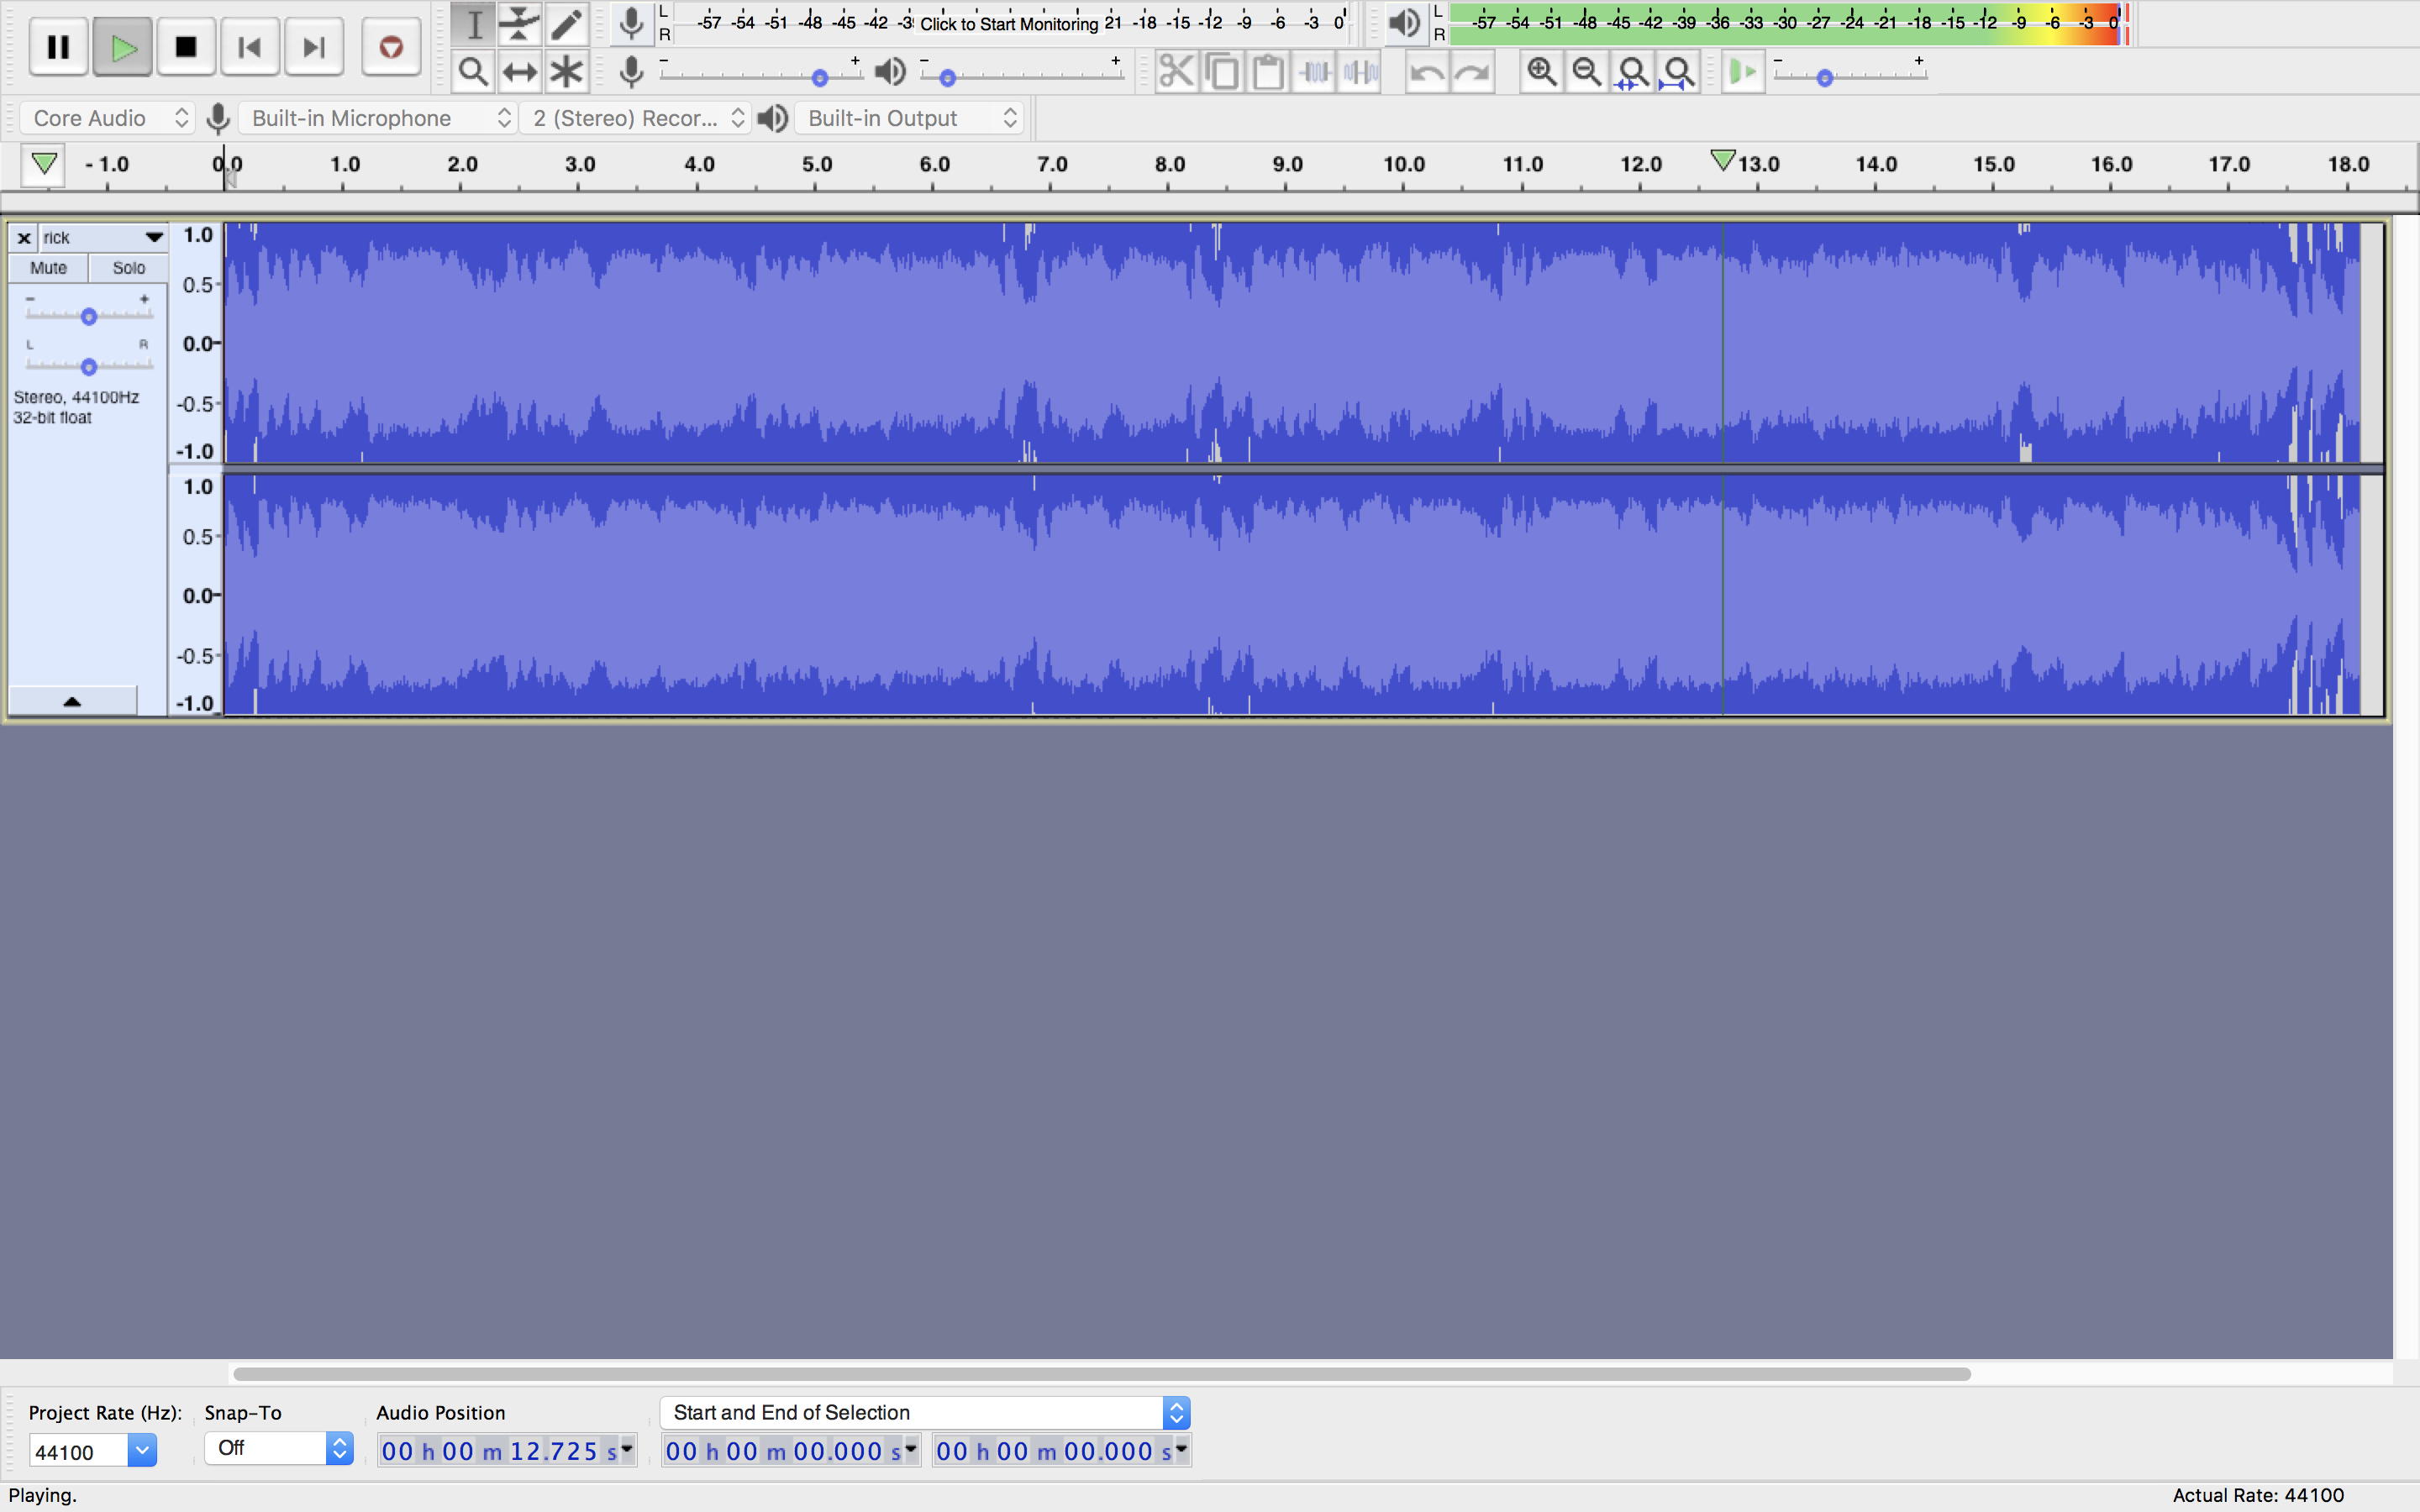 L
R
-57 -54 -51 -48 -45 -42 -3 Click to Start Monitoring 21 -18 -15 -12 -9 -6 -3 0
L
R
-57 -54 -51 -48 -45 -42 -39 -36 -33 -30 -27 -24 -21 -18 -15 -12 -9 -6 -3 0
- + - + - +
Core Audio Built-in Microphone 2 (Stereo) Recor... Built-in Output
- 1.0 0.0 1.0 2.0 3.0 4.0 5.0 6.0 7.0 8.0 9.0 10.0 11.0 12.0 13.0 14.0 15.0 16.0 17.0 18.0
x rick
Mute Solo
- +
L R
Stereo, 44100Hz
32-bit float
1.0
0.5-
0.0-
-0.5-
-1.0
1.0
0.5-
0.0-
-0.5-
-1.0
Project Rate (Hz): Snap-To Audio Position Start and End of Selection
44100 Off 00 h 00 m 12.725 s 00 h 00 m 00.000 s 00 h 00 m 00.000 s
Playing. Actual Rate: 44100